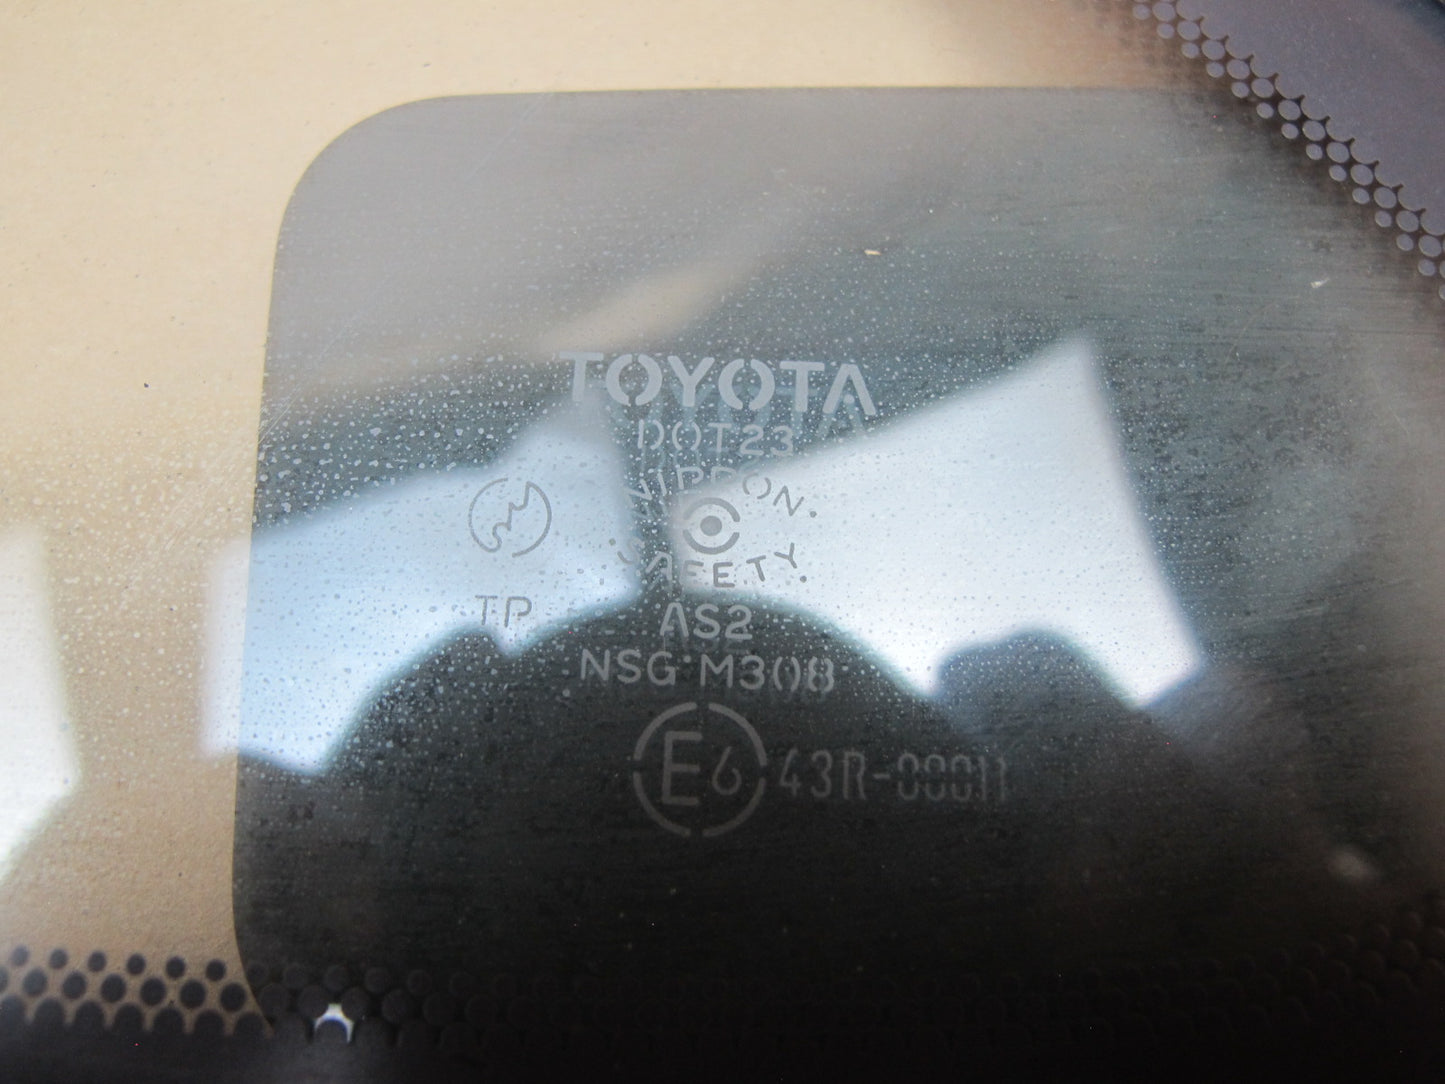 TOYOTA
DOT23
NIPPON.
·SAFETY.
TP
AS2
NSG M308
E6 43R-00011